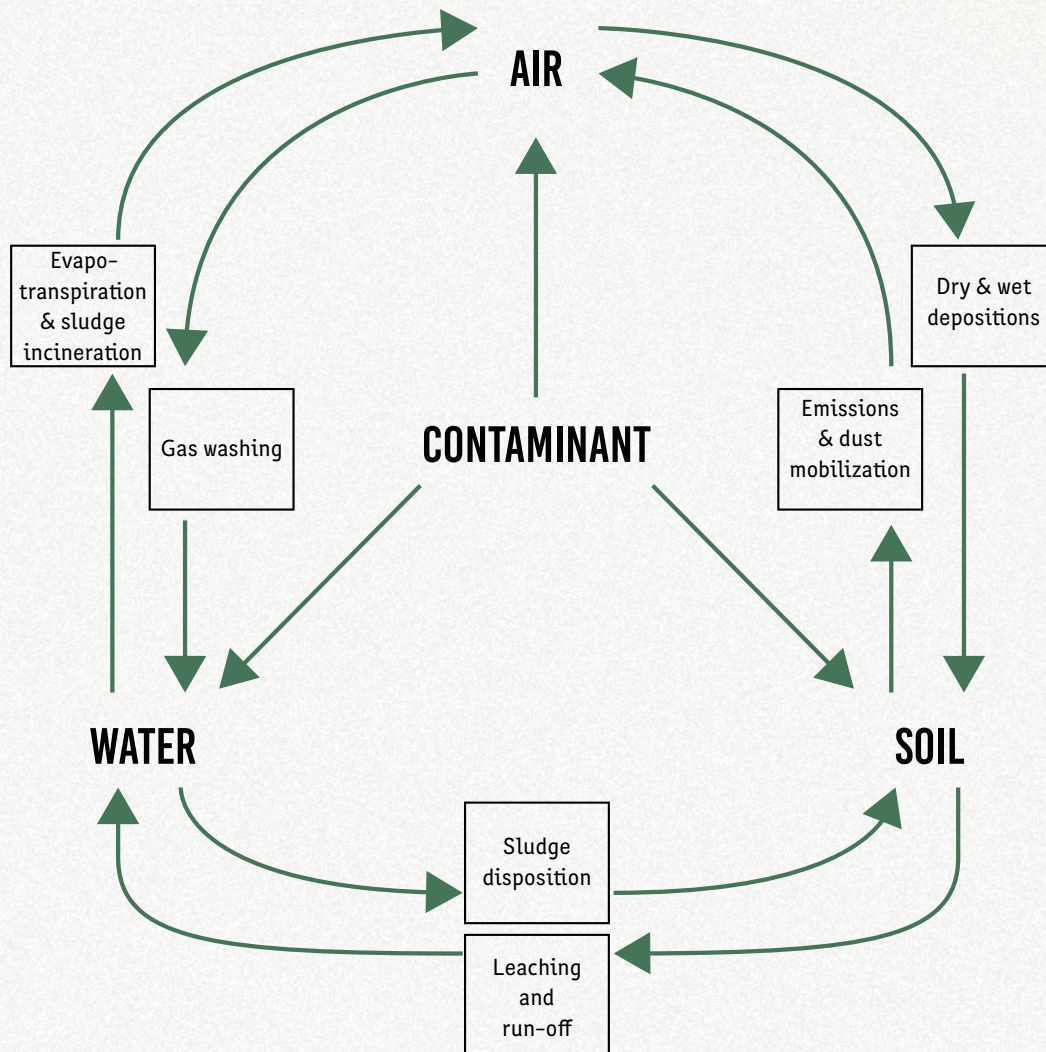 AIR
Evapo-
transpiration
& sludge
incineration
Dry & wet
depositions
Gas washing
CONTAMINANT
Emissions
& dust
mobilization
WATER
SOIL
Sludge
disposition
Leaching
and
run-off